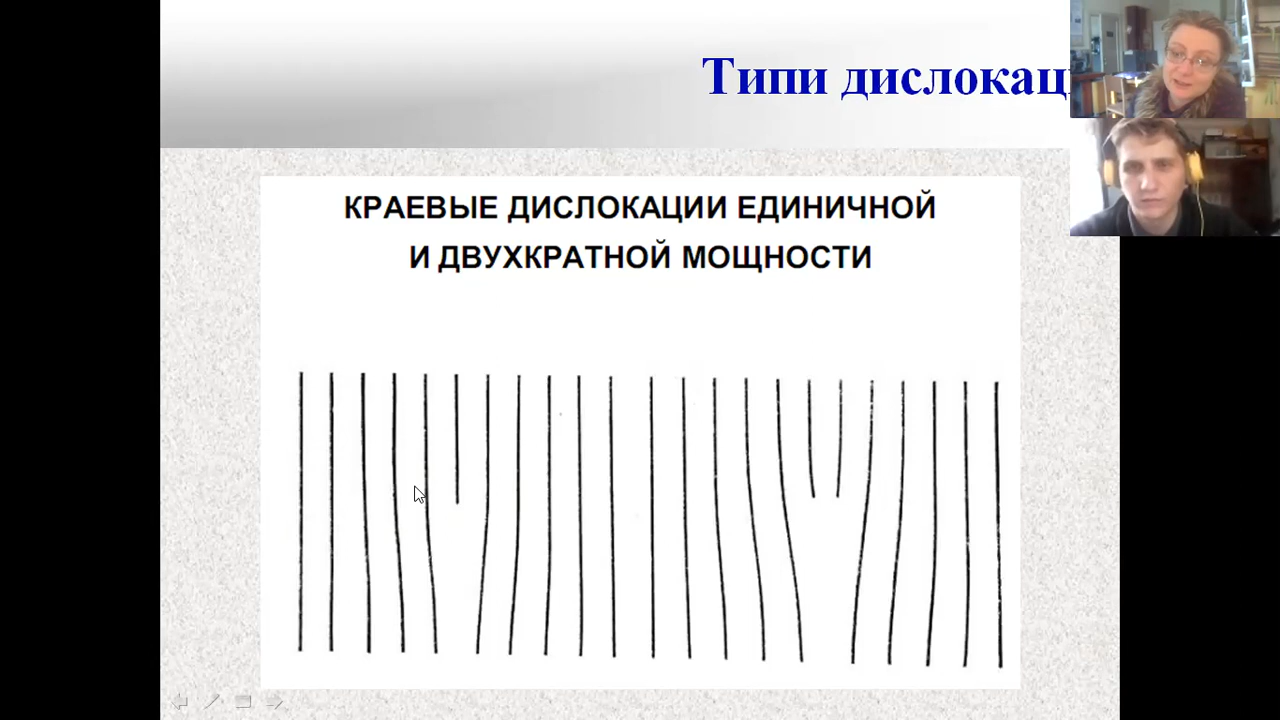 Типи дислокац
КРАЕВЫЕ ДИСЛОКАЦИИ ЕДИНИЧНОЙ
И ДВУХКРАТНОЙ МОЩНОСТИ